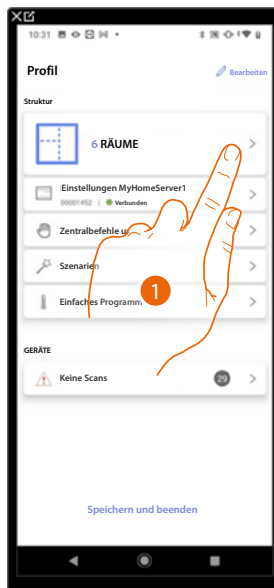 10:31
Profil
Bearbeiten
Struktur
6 RÄUME
Einstellungen MyHomeServer1
00001452 | Verbunden
Zentralbefehle u
Szenarien
1
Einfaches Programm
GERÄTE
Keine Scans 29
Speichern und beenden